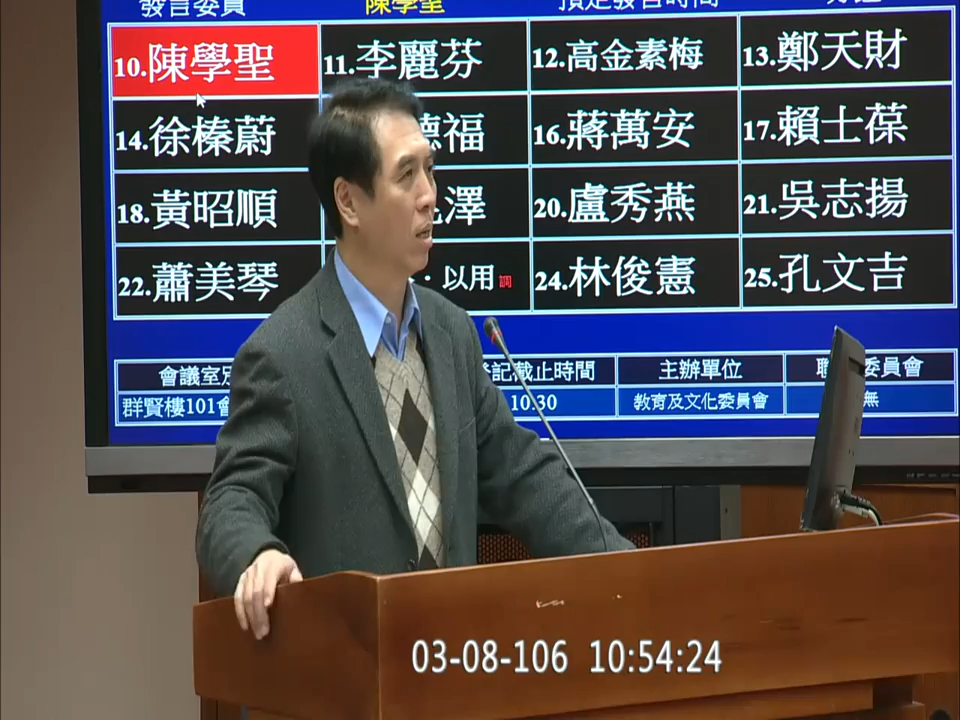 發言委員 陳學聖 預定發言時間
10.陳學聖 11.李麗芬 12.高金素梅 13.鄭天財
14.徐榛蔚 德福 16.蔣萬安 17.賴士葆
18.黃昭順 澤 20.盧秀燕 21.吳志揚
22.蕭美琴 :以用 24.林俊憲 25.孔文吉
會議室別 登記截止時間 主辦單位 委員會
群賢樓101會 10:30 教育及文化委員會 無
03-08-106 10:54:24